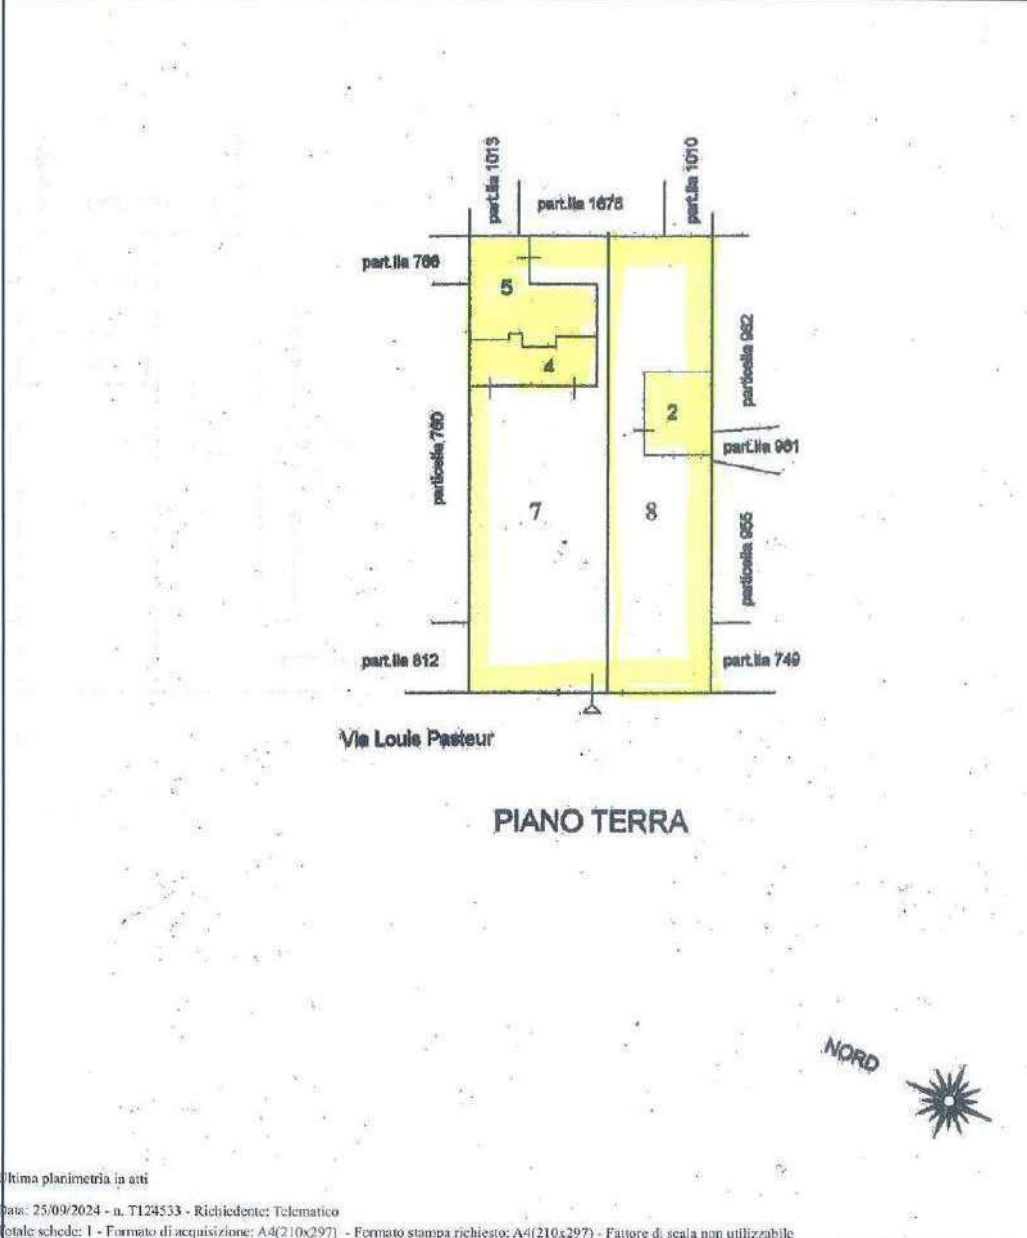 part.lla 1013
part.lla 1676
part.lla 1010
part.lla 766
5
4
particella 962
2
particella 760
part.lla 961
7
8
particella 955
part.lla 812
part.lla 749
Via Louis Pasteur
PIANO TERRA
NORD
ltima planimetria in atti
Data: 25/09/2024 - n. T124533 - Richiedente: Telematico
otale schede: 1 - Formato di acquisizione: A4(210x297) - Formato stampa richiesto: A4(210x297) - Fattore di scala non utilizzabile